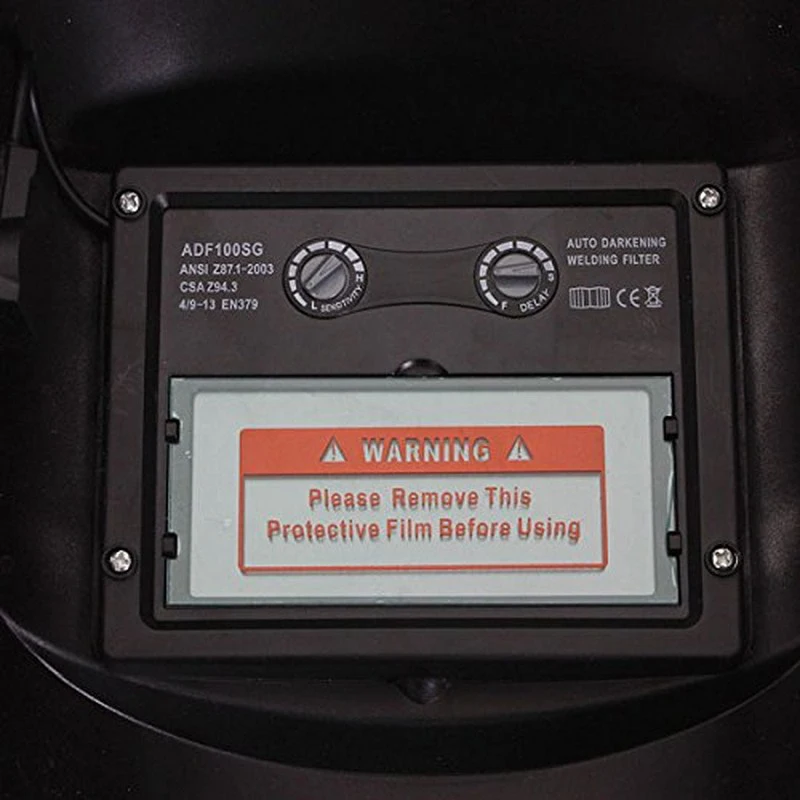 ADF100SG
ANSI Z87.1-2003
CSA Z94.3
4/9-13 EN379
H
L SENSITIVITY
S
F DELAY
AUTO DARKENING
WELDING FILTER
CE
WARNING
Please Remove This
Protective Film Before Using